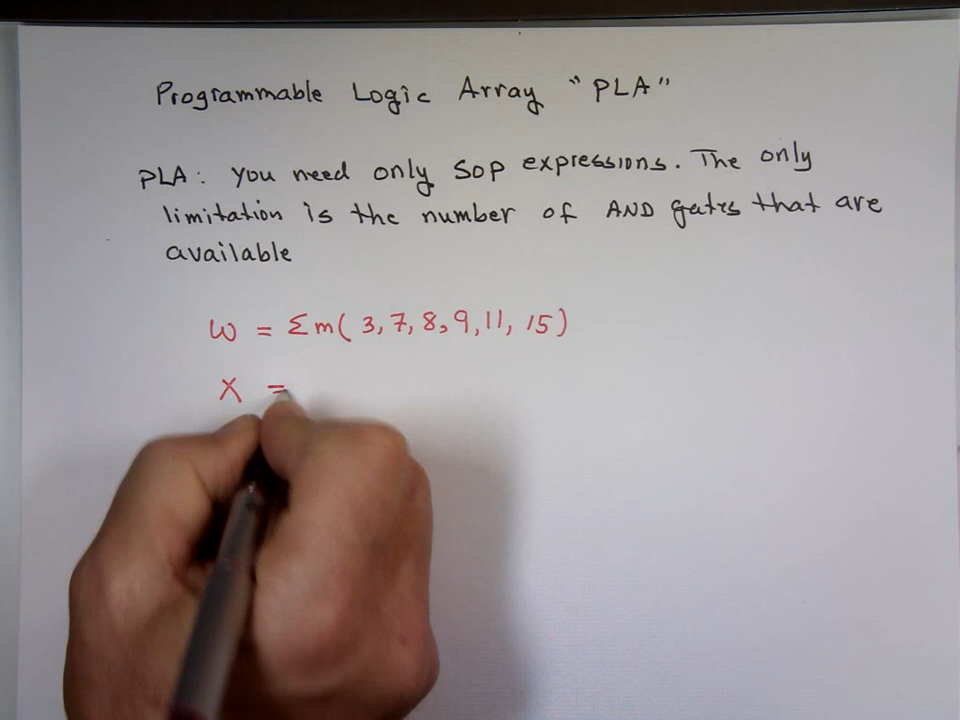 Programmable Logic Array "PLA"
PLA: you need only SOP expressions. The only
limitation is the number of AND gates that are
available
W = Σm( 3, 7, 8, 9, 11, 15)
X =